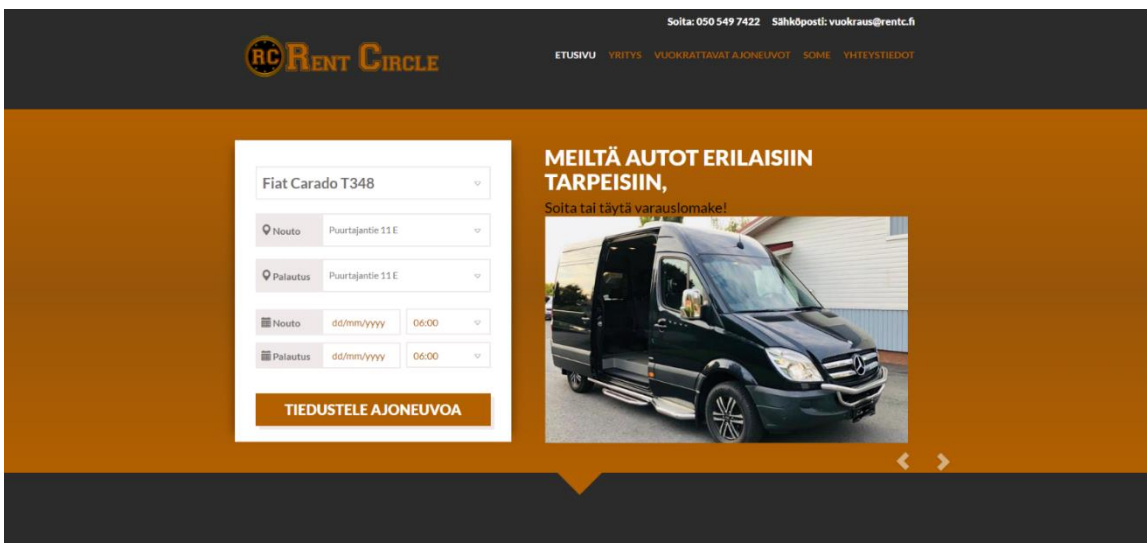 Soita: 050 549 7422 Sähköposti: vuokraus@rentc.fi
RC RENT CIRCLE
ETUSIVU YRITYS VUOKRATTAVAT AJONEUVOT SOME YHTEYSTIEDOT
Fiat Carado T348
Nouto Puurtajantie 11 E
Palautus Puurtajantie 11 E
Nouto dd/mm/yyyy 06:00
Palautus dd/mm/yyyy 06:00
TIEDUSTELE AJONEUVOA
MEILTÄ AUTOT ERILAISIIN
TARPEISIIN,
Soita tai täytä varauslomake!